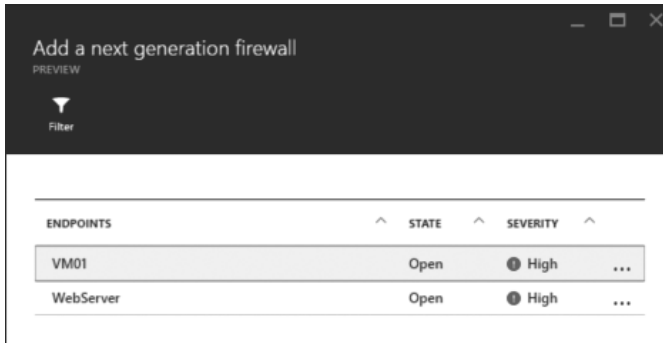 Add a next generation firewall
PREVIEW
Filter
ENDPOINTS STATE SEVERITY
VM01 Open High ...
WebServer Open High ...